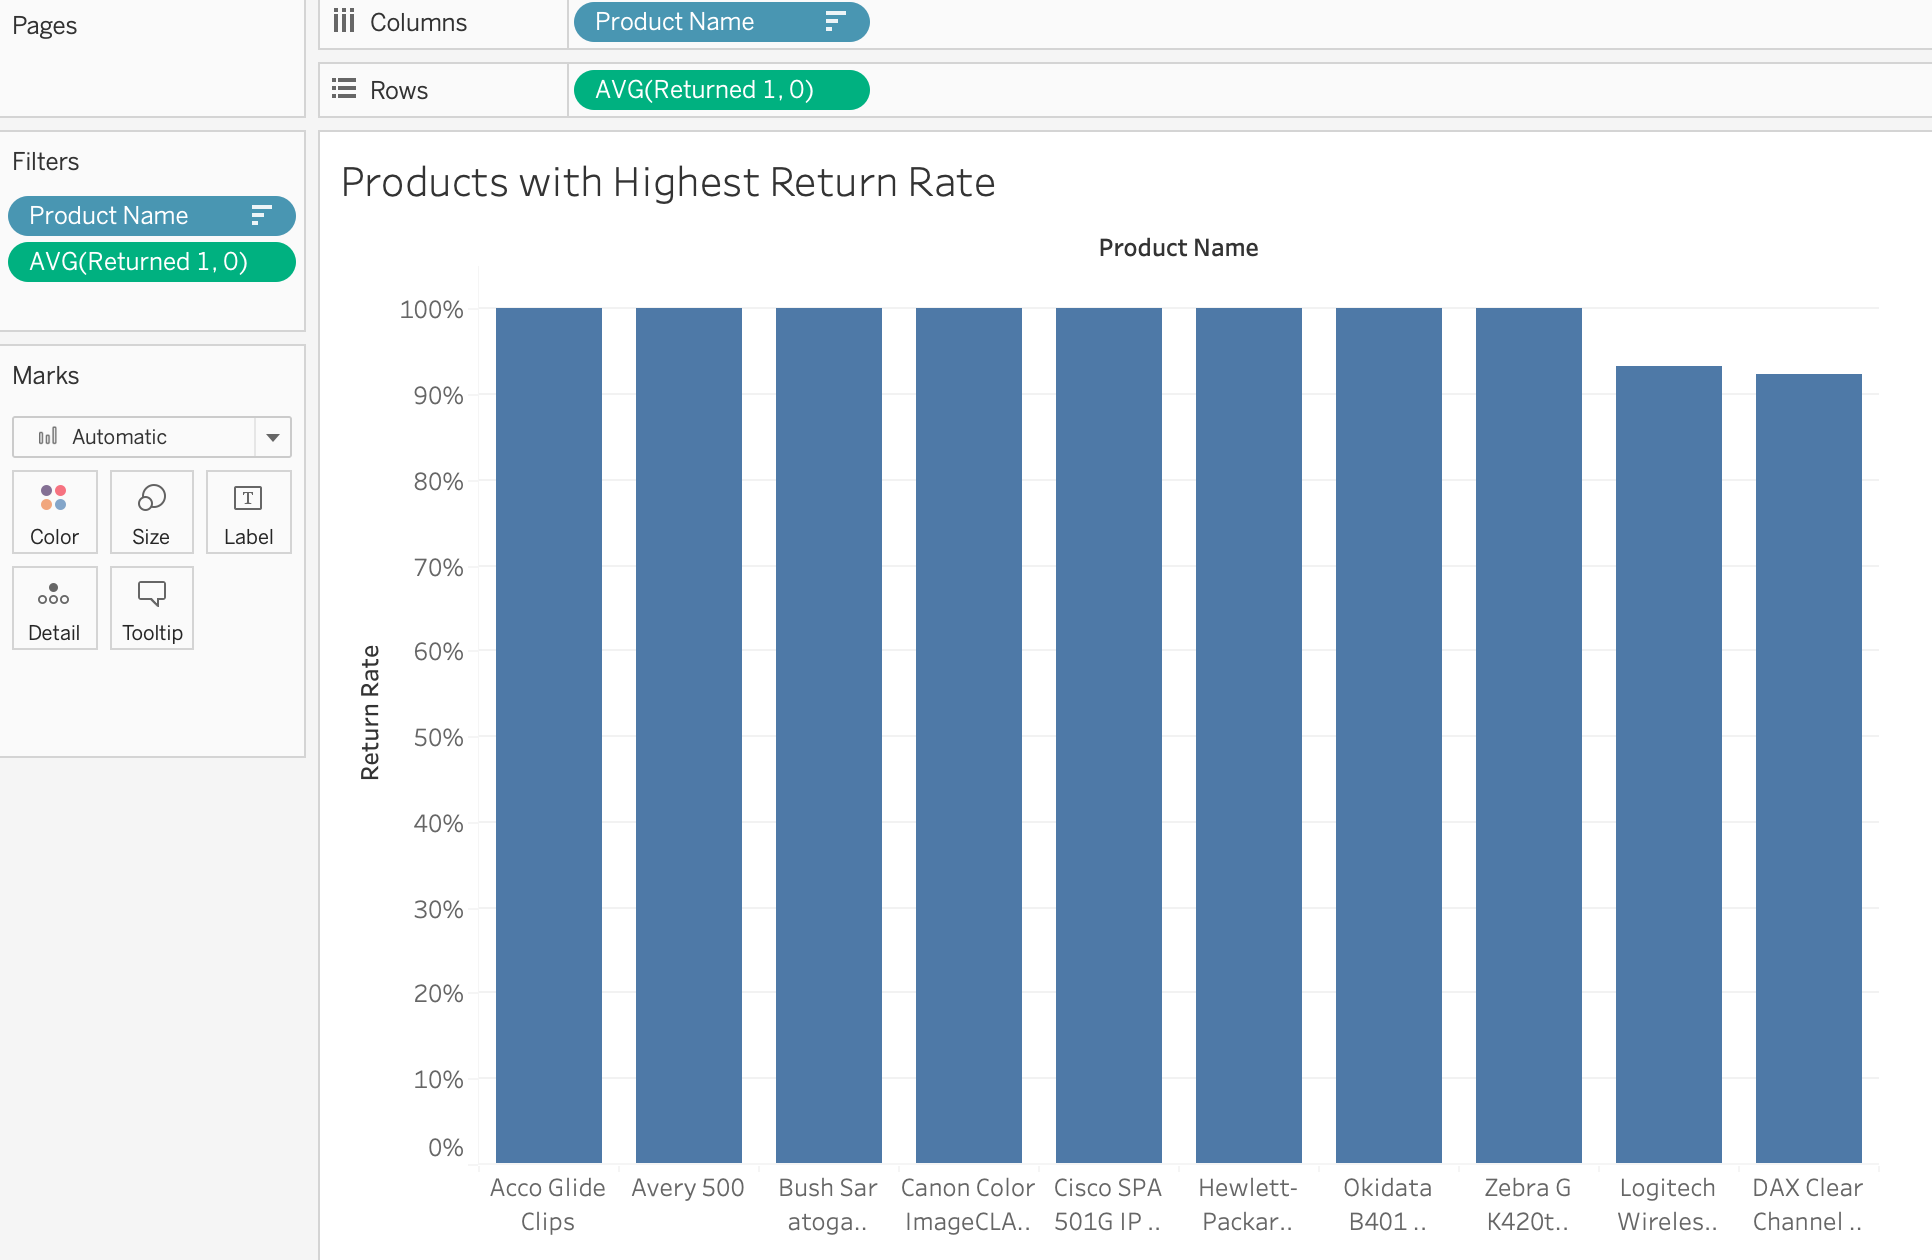 Pages
Columns
Product Name
Rows
AVG(Returned 1, 0)
Filters
Product Name
AVG(Returned 1, 0)
Marks
Automatic
Color
Size
T
Label
Detail
Tooltip
Products with Highest Return Rate
Product Name
Return Rate
100%
90%
80%
70%
60%
50%
40%
30%
20%
10%
0%
Acco Glide
Clips
Avery 500
Bush Sar
atoga..
Canon Color
ImageCLA..
Cisco SPA
501G IP ..
Hewlett-
Packar..
Okidata
B401 ..
Zebra G
K420t..
Logitech
Wireles..
DAX Clear
Channel ..